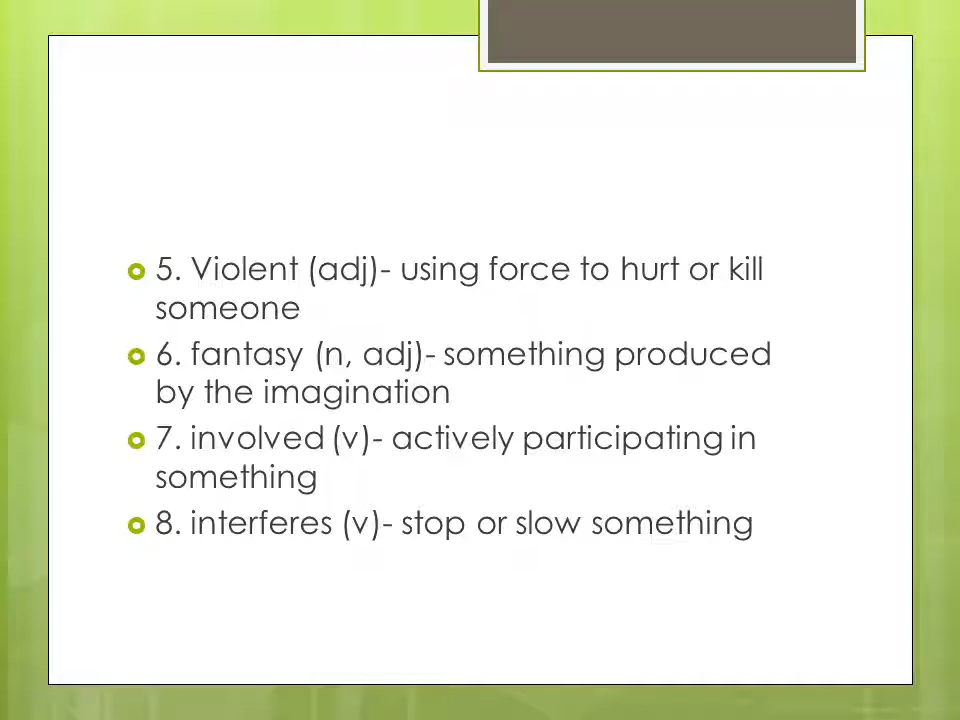 5. Violent (adj)- using force to hurt or kill
someone
6. fantasy (n, adj)- something produced
by the imagination
7. involved (v)- actively participating in
something
8. interferes (v)- stop or slow something